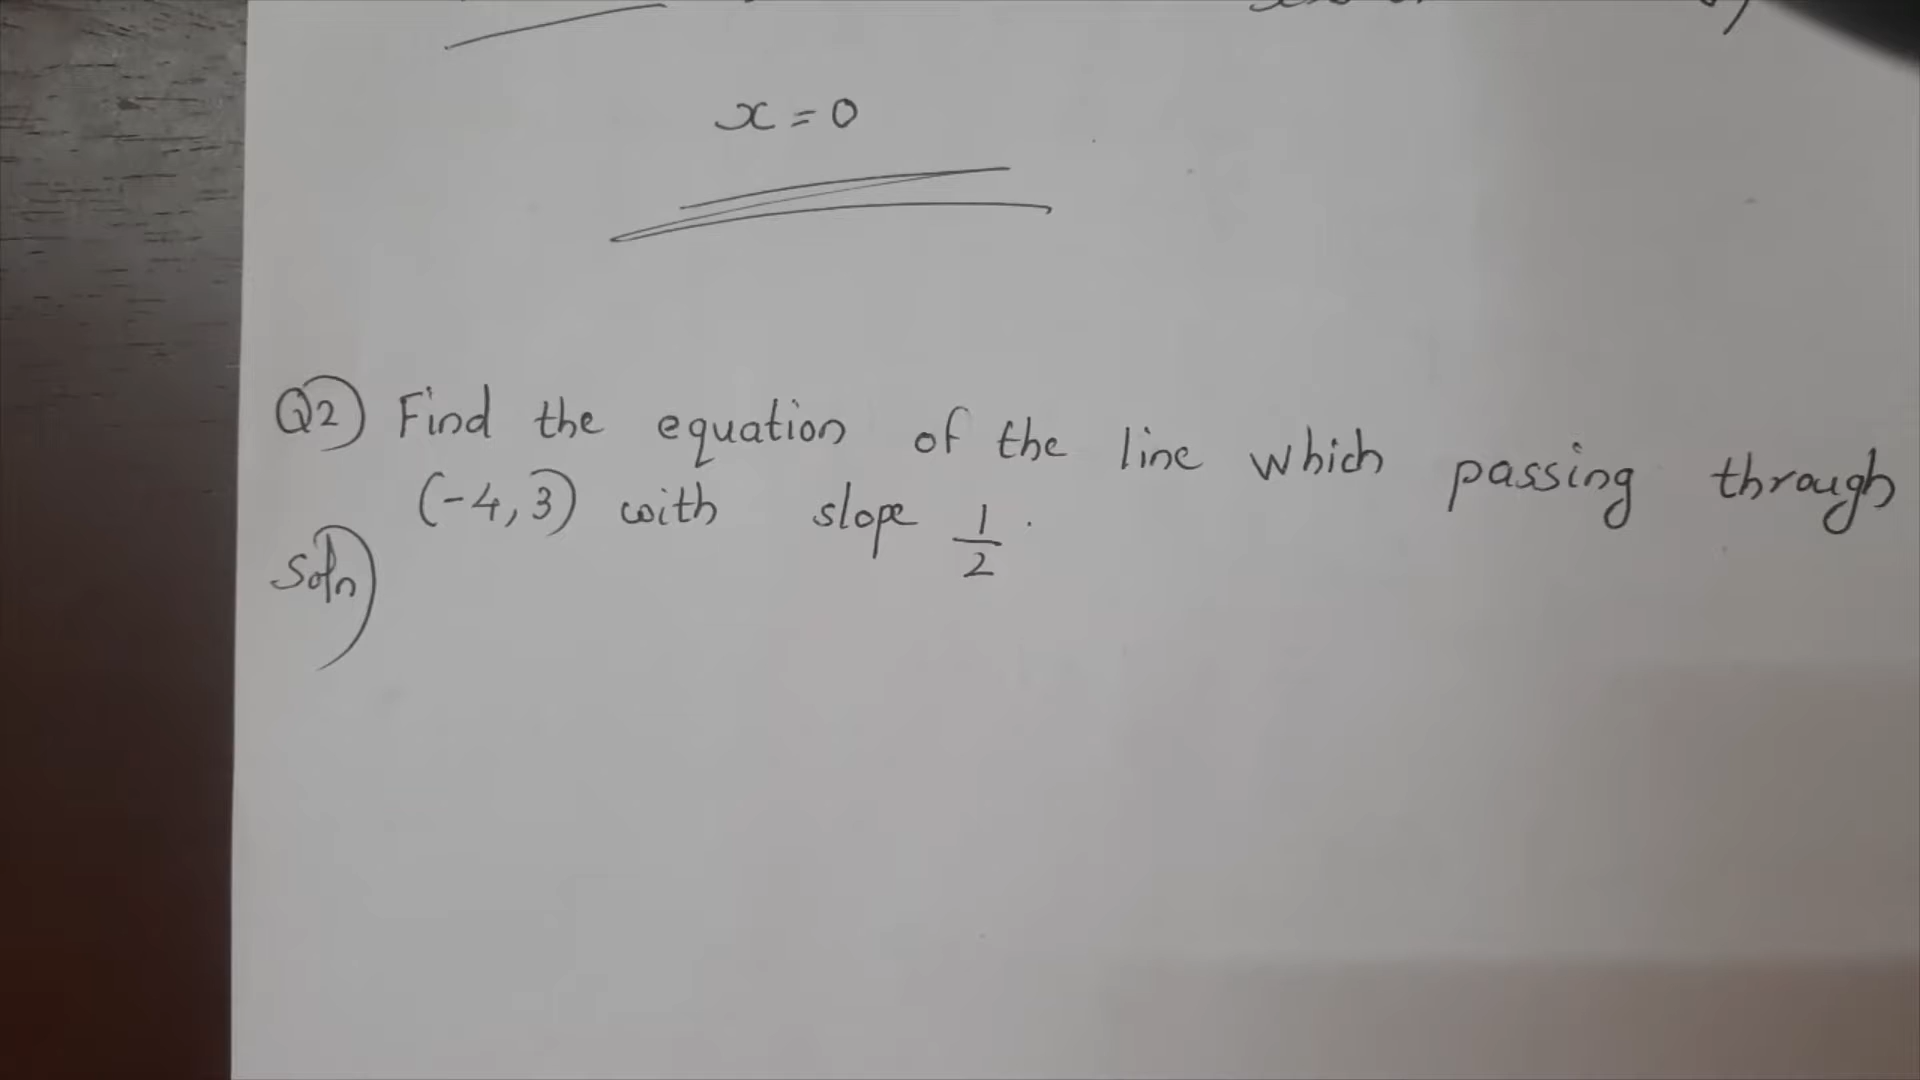 x = 0
Q2) Find the equation of the line which passing through
(-4, 3) with slope 1/2.
Soln)